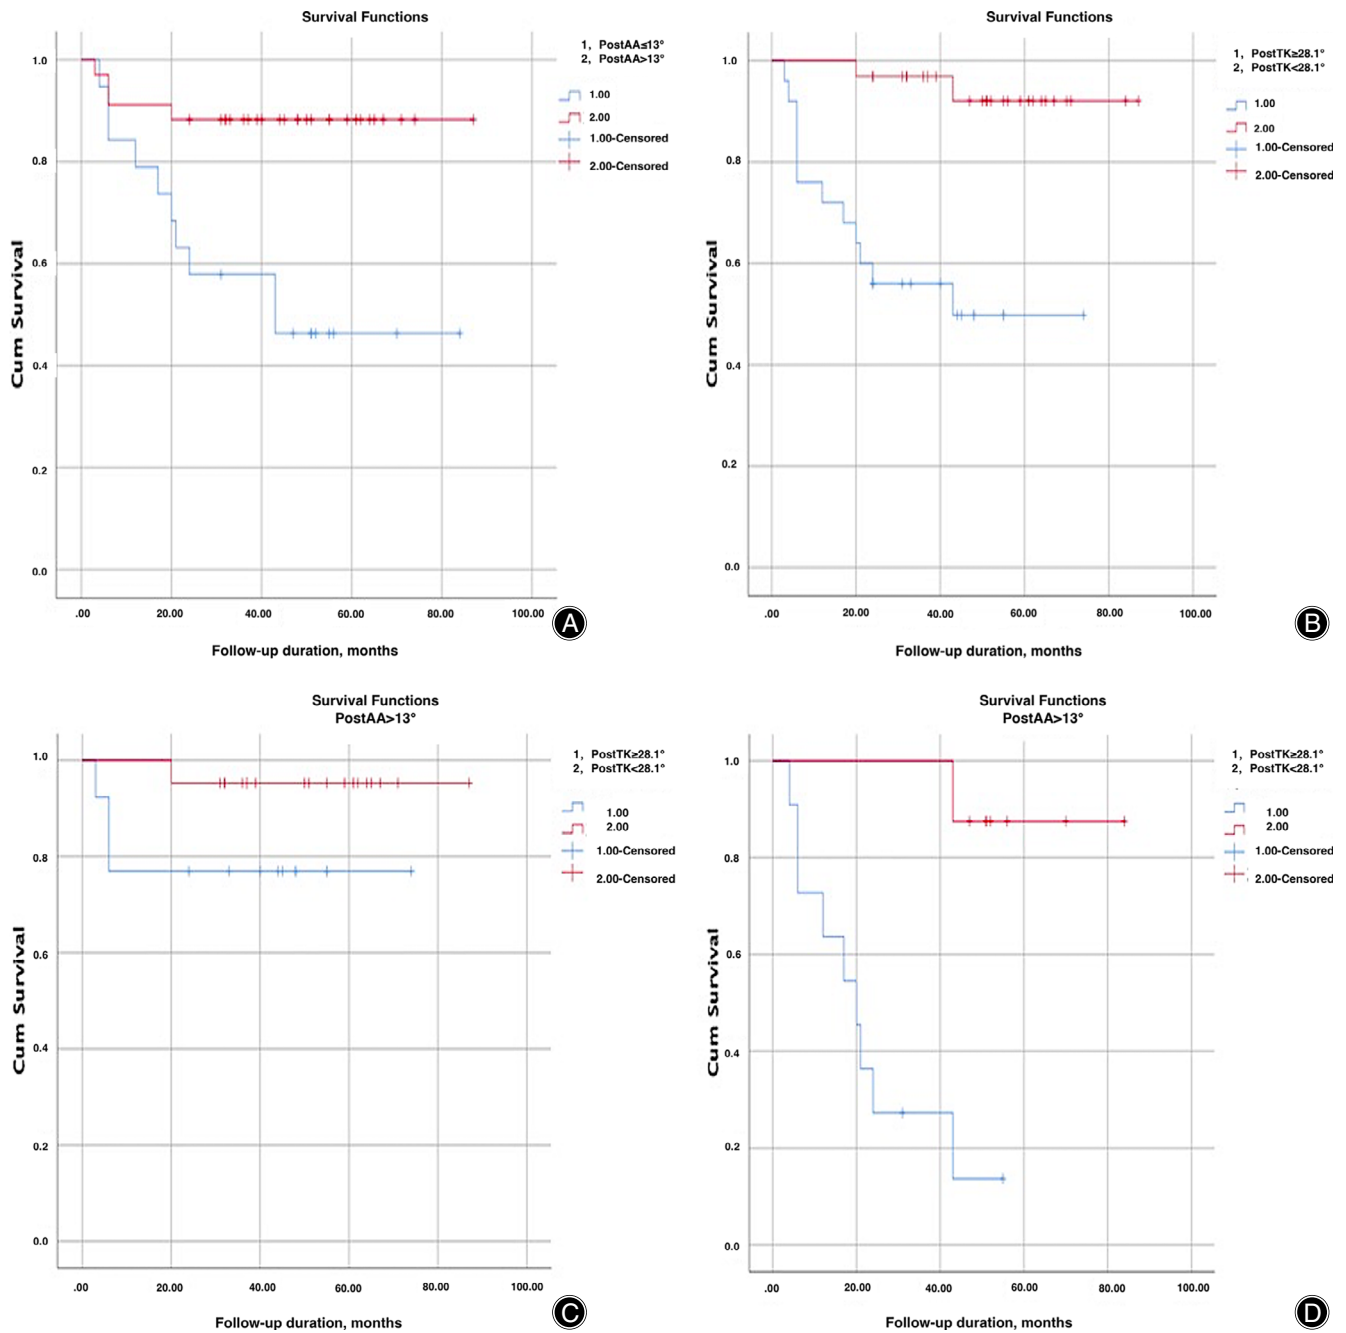 Survival Functions
1, PostAA≤13°
2, PostAA>13°
1.00
2.00
1.00-Censored
2.00-Censored
Cum Survival
1.0
0.8
0.6
0.4
0.2
0.0
.00 20.00 40.00 60.00 80.00 100.00
Follow-up duration, months
A
Survival Functions
1, PostTK≥28.1°
2, PostTK<28.1°
1.00
2.00
1.00-Censored
2.00-Censored
Cum Survival
1.0
0.8
0.6
0.4
0.2
0.0
.00 20.00 40.00 60.00 80.00 100.00
Follow-up duration, months
B
Survival Functions
PostAA>13°
1, PostTK≥28.1°
2, PostTK<28.1°
1.00
2.00
1.00-Censored
2.00-Censored
Cum Survival
1.0
0.8
0.6
0.4
0.2
0.0
.00 20.00 40.00 60.00 80.00 100.00
Follow-up duration, months
C
Survival Functions
PostAA>13°
1, PostTK≥28.1°
2, PostTK<28.1°
1.00
2.00
1.00-Censored
2.00-Censored
Cum Survival
1.0
0.8
0.6
0.4
0.2
0.0
.00 20.00 40.00 60.00 80.00 100.00
Follow-up duration, months
D